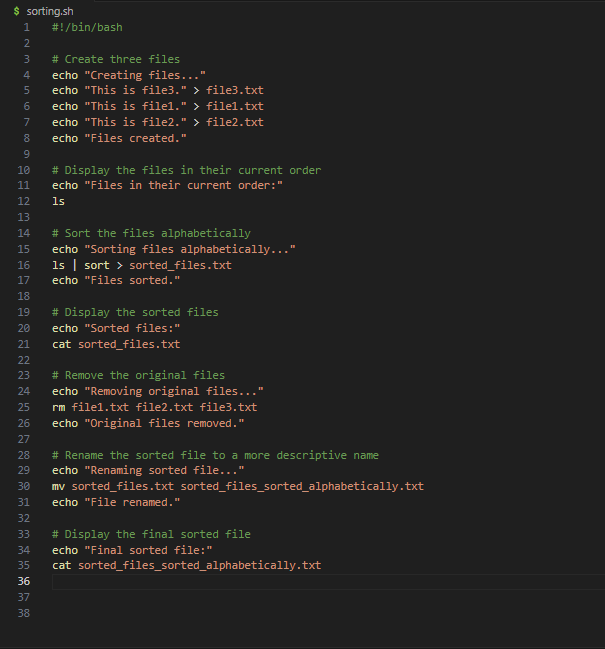 $ sorting.sh
1 #!/bin/bash
2
3 # Create three files
4 echo "Creating files..."
5 echo "This is file3." > file3.txt
6 echo "This is file1." > file1.txt
7 echo "This is file2." > file2.txt
8 echo "Files created."
9
10 # Display the files in their current order
11 echo "Files in their current order:"
12 ls
13
14 # Sort the files alphabetically
15 echo "Sorting files alphabetically..."
16 ls | sort > sorted_files.txt
17 echo "Files sorted."
18
19 # Display the sorted files
20 echo "Sorted files:"
21 cat sorted_files.txt
22
23 # Remove the original files
24 echo "Removing original files..."
25 rm file1.txt file2.txt file3.txt
26 echo "Original files removed."
27
28 # Rename the sorted file to a more descriptive name
29 echo "Renaming sorted file..."
30 mv sorted_files.txt sorted_files_sorted_alphabetically.txt
31 echo "File renamed."
32
33 # Display the final sorted file
34 echo "Final sorted file:"
35 cat sorted_files_sorted_alphabetically.txt
36
37
38